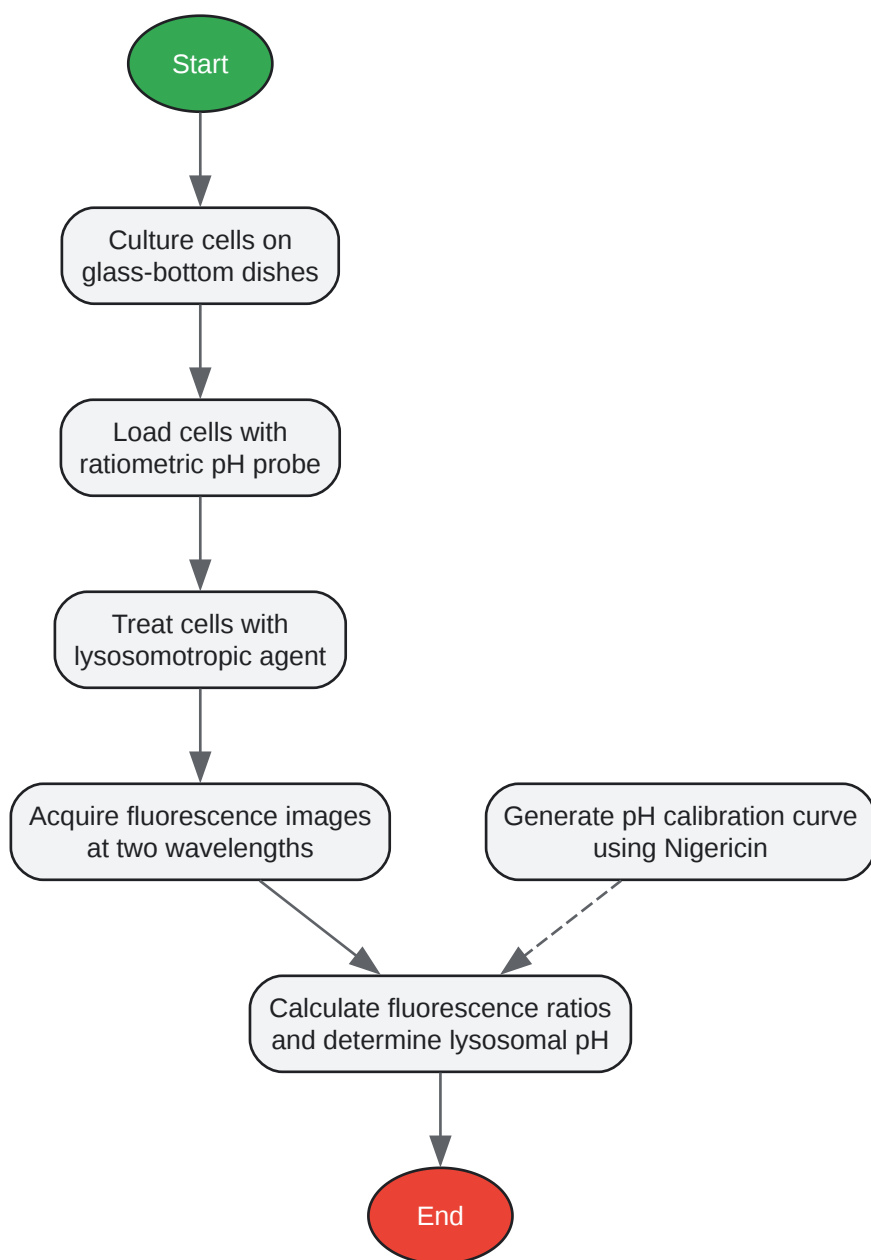 Start
Culture cells on
glass-bottom dishes
Load cells with
ratiometric pH probe
Treat cells with
lysosomotropic agent
Acquire fluorescence images
at two wavelengths
Generate pH calibration curve
using Nigericin
Calculate fluorescence ratios
and determine lysosomal pH
End